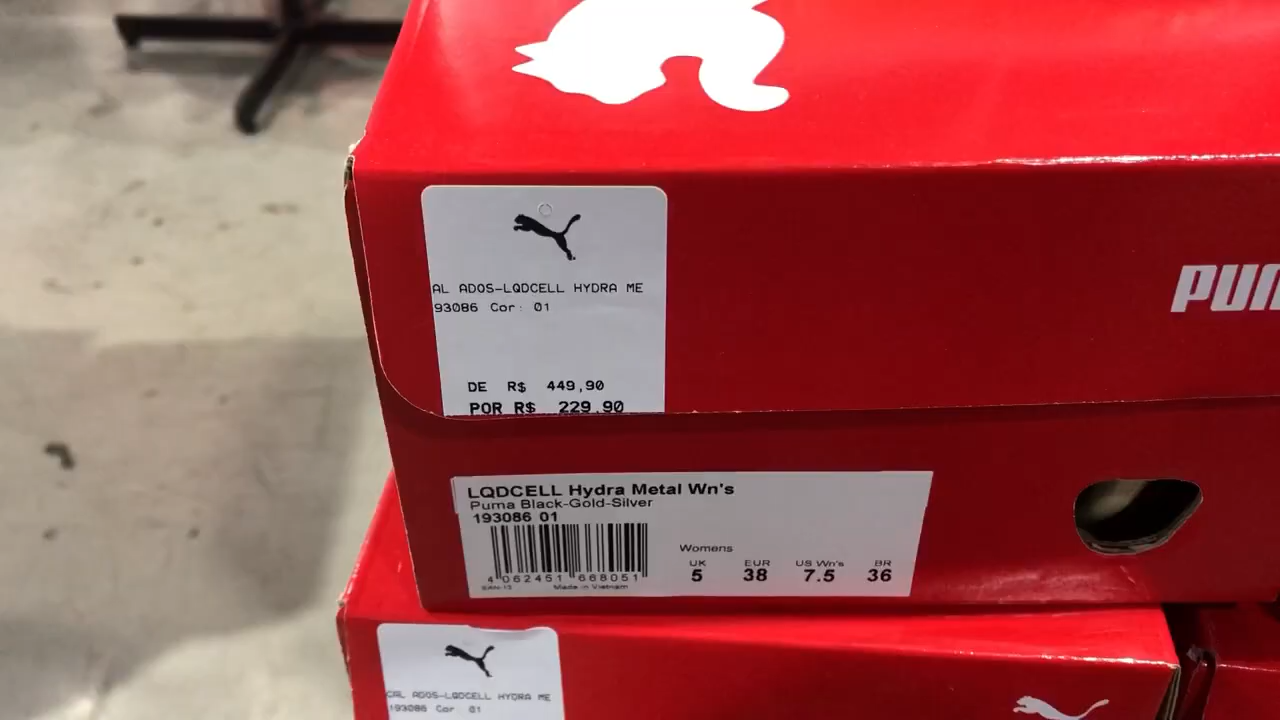 AL ADOS-LQDCELL HYDRA ME
93086 Cor: 01
DE R$ 449,90
POR R$ 229,90
PUM
LQDCELL Hydra Metal Wn's
Puma Black-Gold-Silver
193086 01
4 062451 668051
EAN-13 Made in Vietnam
Womens
UK EUR US Wn's BR
5 38 7.5 36
CAL ADOS-LQDCELL HYDRA ME
193086 Cor: 01